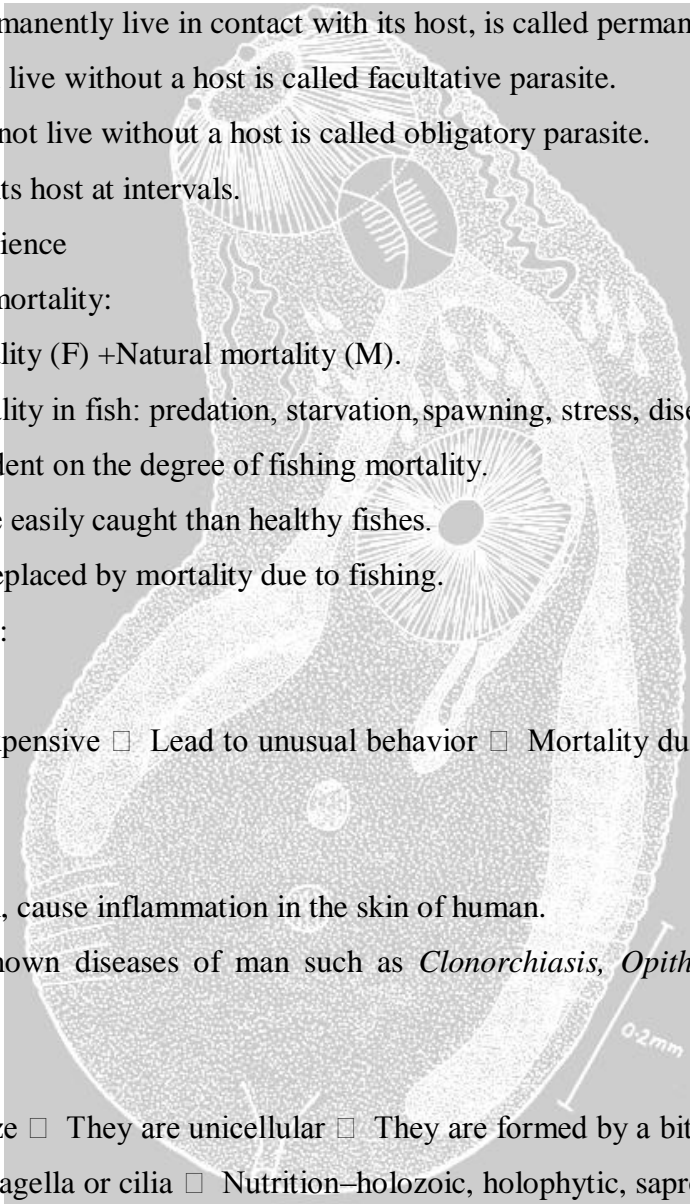 manently live in contact with its host, is called perman
live without a host is called facultative parasite.
not live without a host is called obligatory parasite.
its host at intervals.
ience
mortality:
lity (F) +Natural mortality (M).
ality in fish: predation, starvation, spawning, stress, dise
dent on the degree of fishing mortality.
e easily caught than healthy fishes.
eplaced by mortality due to fishing.
:
pensive □ Lead to unusual behavior □ Mortality du
, cause inflammation in the skin of human.
nown diseases of man such as Clonorchiasis, Opith
0·2mm
ze □ They are unicellular □ They are formed by a bit
agella or cilia □ Nutrition–holozoic, holophytic, sapro